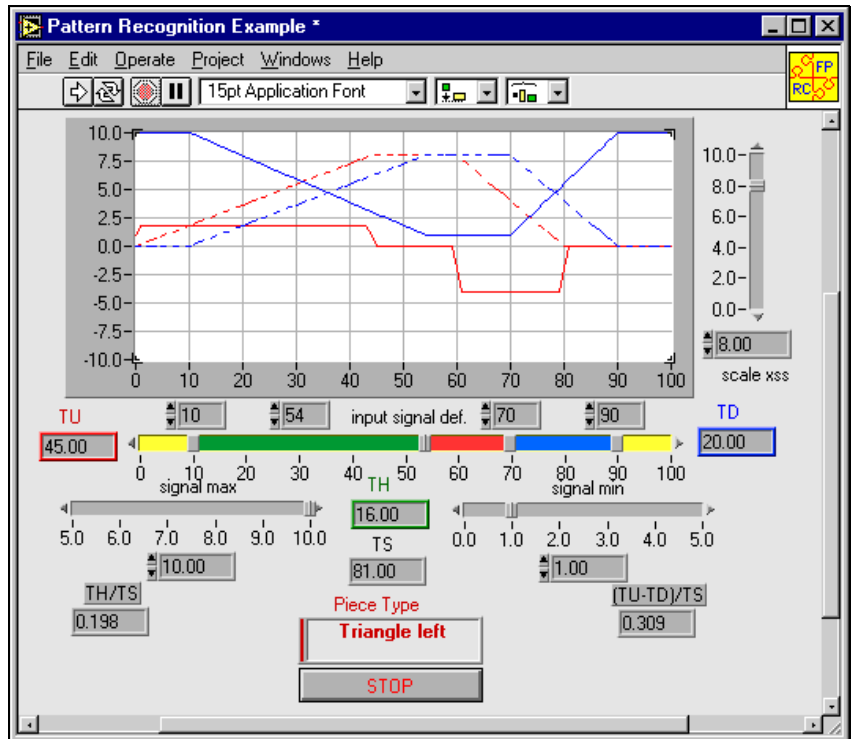 Pattern Recognition Example *
File Edit Operate Project Windows Help
FP
RC
15pt Application Font
10.0
7.5
5.0
2.5
0.0
-2.5
-5.0
-7.5
-10.0
0 10 20 30 40 50 60 70 80 90 100
10.0
8.0
6.0
4.0
2.0
0.0
8.00
scale xss
TU 10 54 input signal def. 70 90 TD
45.00 20.00
0 10 20 30 40 50 60 70 80 90 100
signal max TH signal min
16.00
5.0 6.0 7.0 8.0 9.0 10.0 TS 0.0 1.0 2.0 3.0 4.0 5.0
10.00 81.00 1.00
TH/TS (TU-TD)/TS
0.198 0.309
Piece Type
Triangle left
STOP